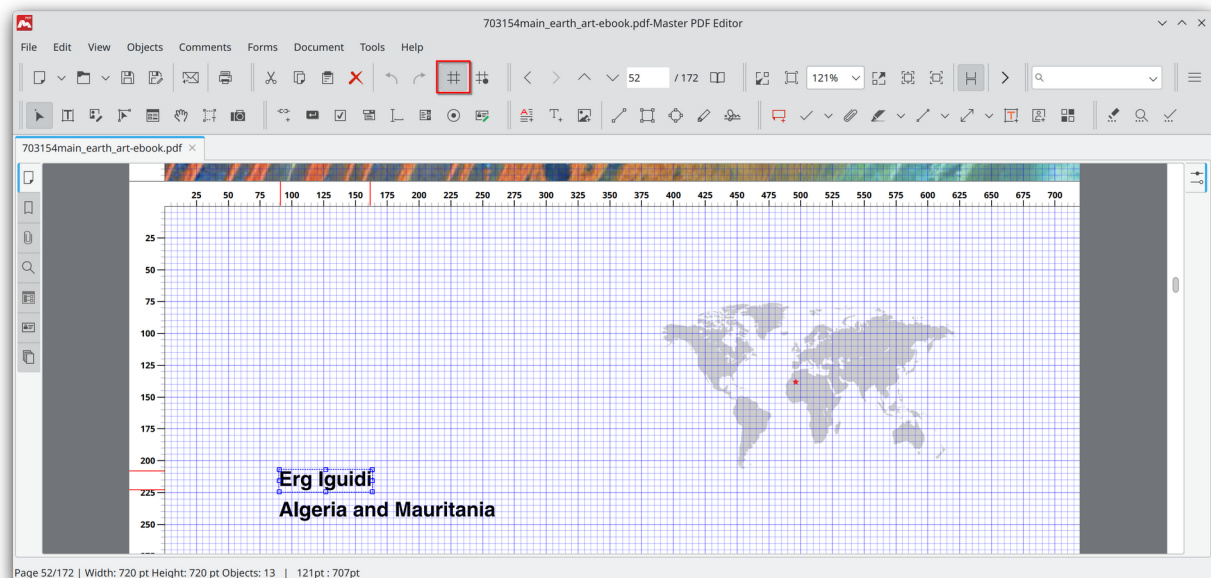 703154main_earth_art-ebook.pdf-Master PDF Editor
File Edit View Objects Comments Forms Document Tools Help
52 / 172 121%
703154main_earth_art-ebook.pdf
25 50 75 100 125 150 175 200 225 250 275 300 325 350 375 400 425 450 475 500 525 550 575 600 625 650 675 700
25
50
75
100
125
150
175
200
Erg Iguidi
225
Algeria and Mauritania
250
Page 52/172 | Width: 720 pt Height: 720 pt Objects: 13 | 121pt : 707pt